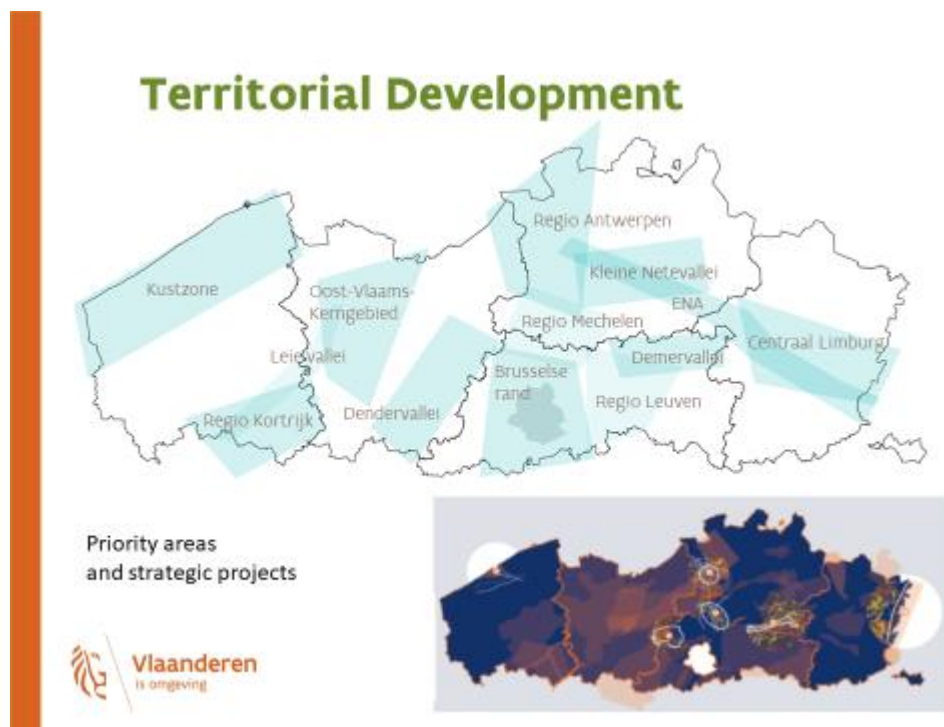 Territorial Development
Regio Antwerpen
Kleine Netevallei
Kustzone
Oost-Vlaams-
Kerngebied
ENA
Regio Mechelen
Centraal Limburg
Leievallei
Demervallei
Brusselse
rand
Regio Leuven
Dendervallei
Regio Kortrijk
Priority areas
and strategic projects
Vlaanderen
is omgeving